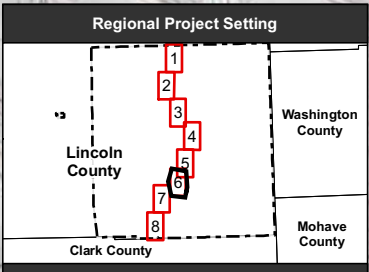 Regional Project Setting
1
2
3
4
5
6
7
8
Lincoln
County
Washington
County
Mohave
County
Clark County